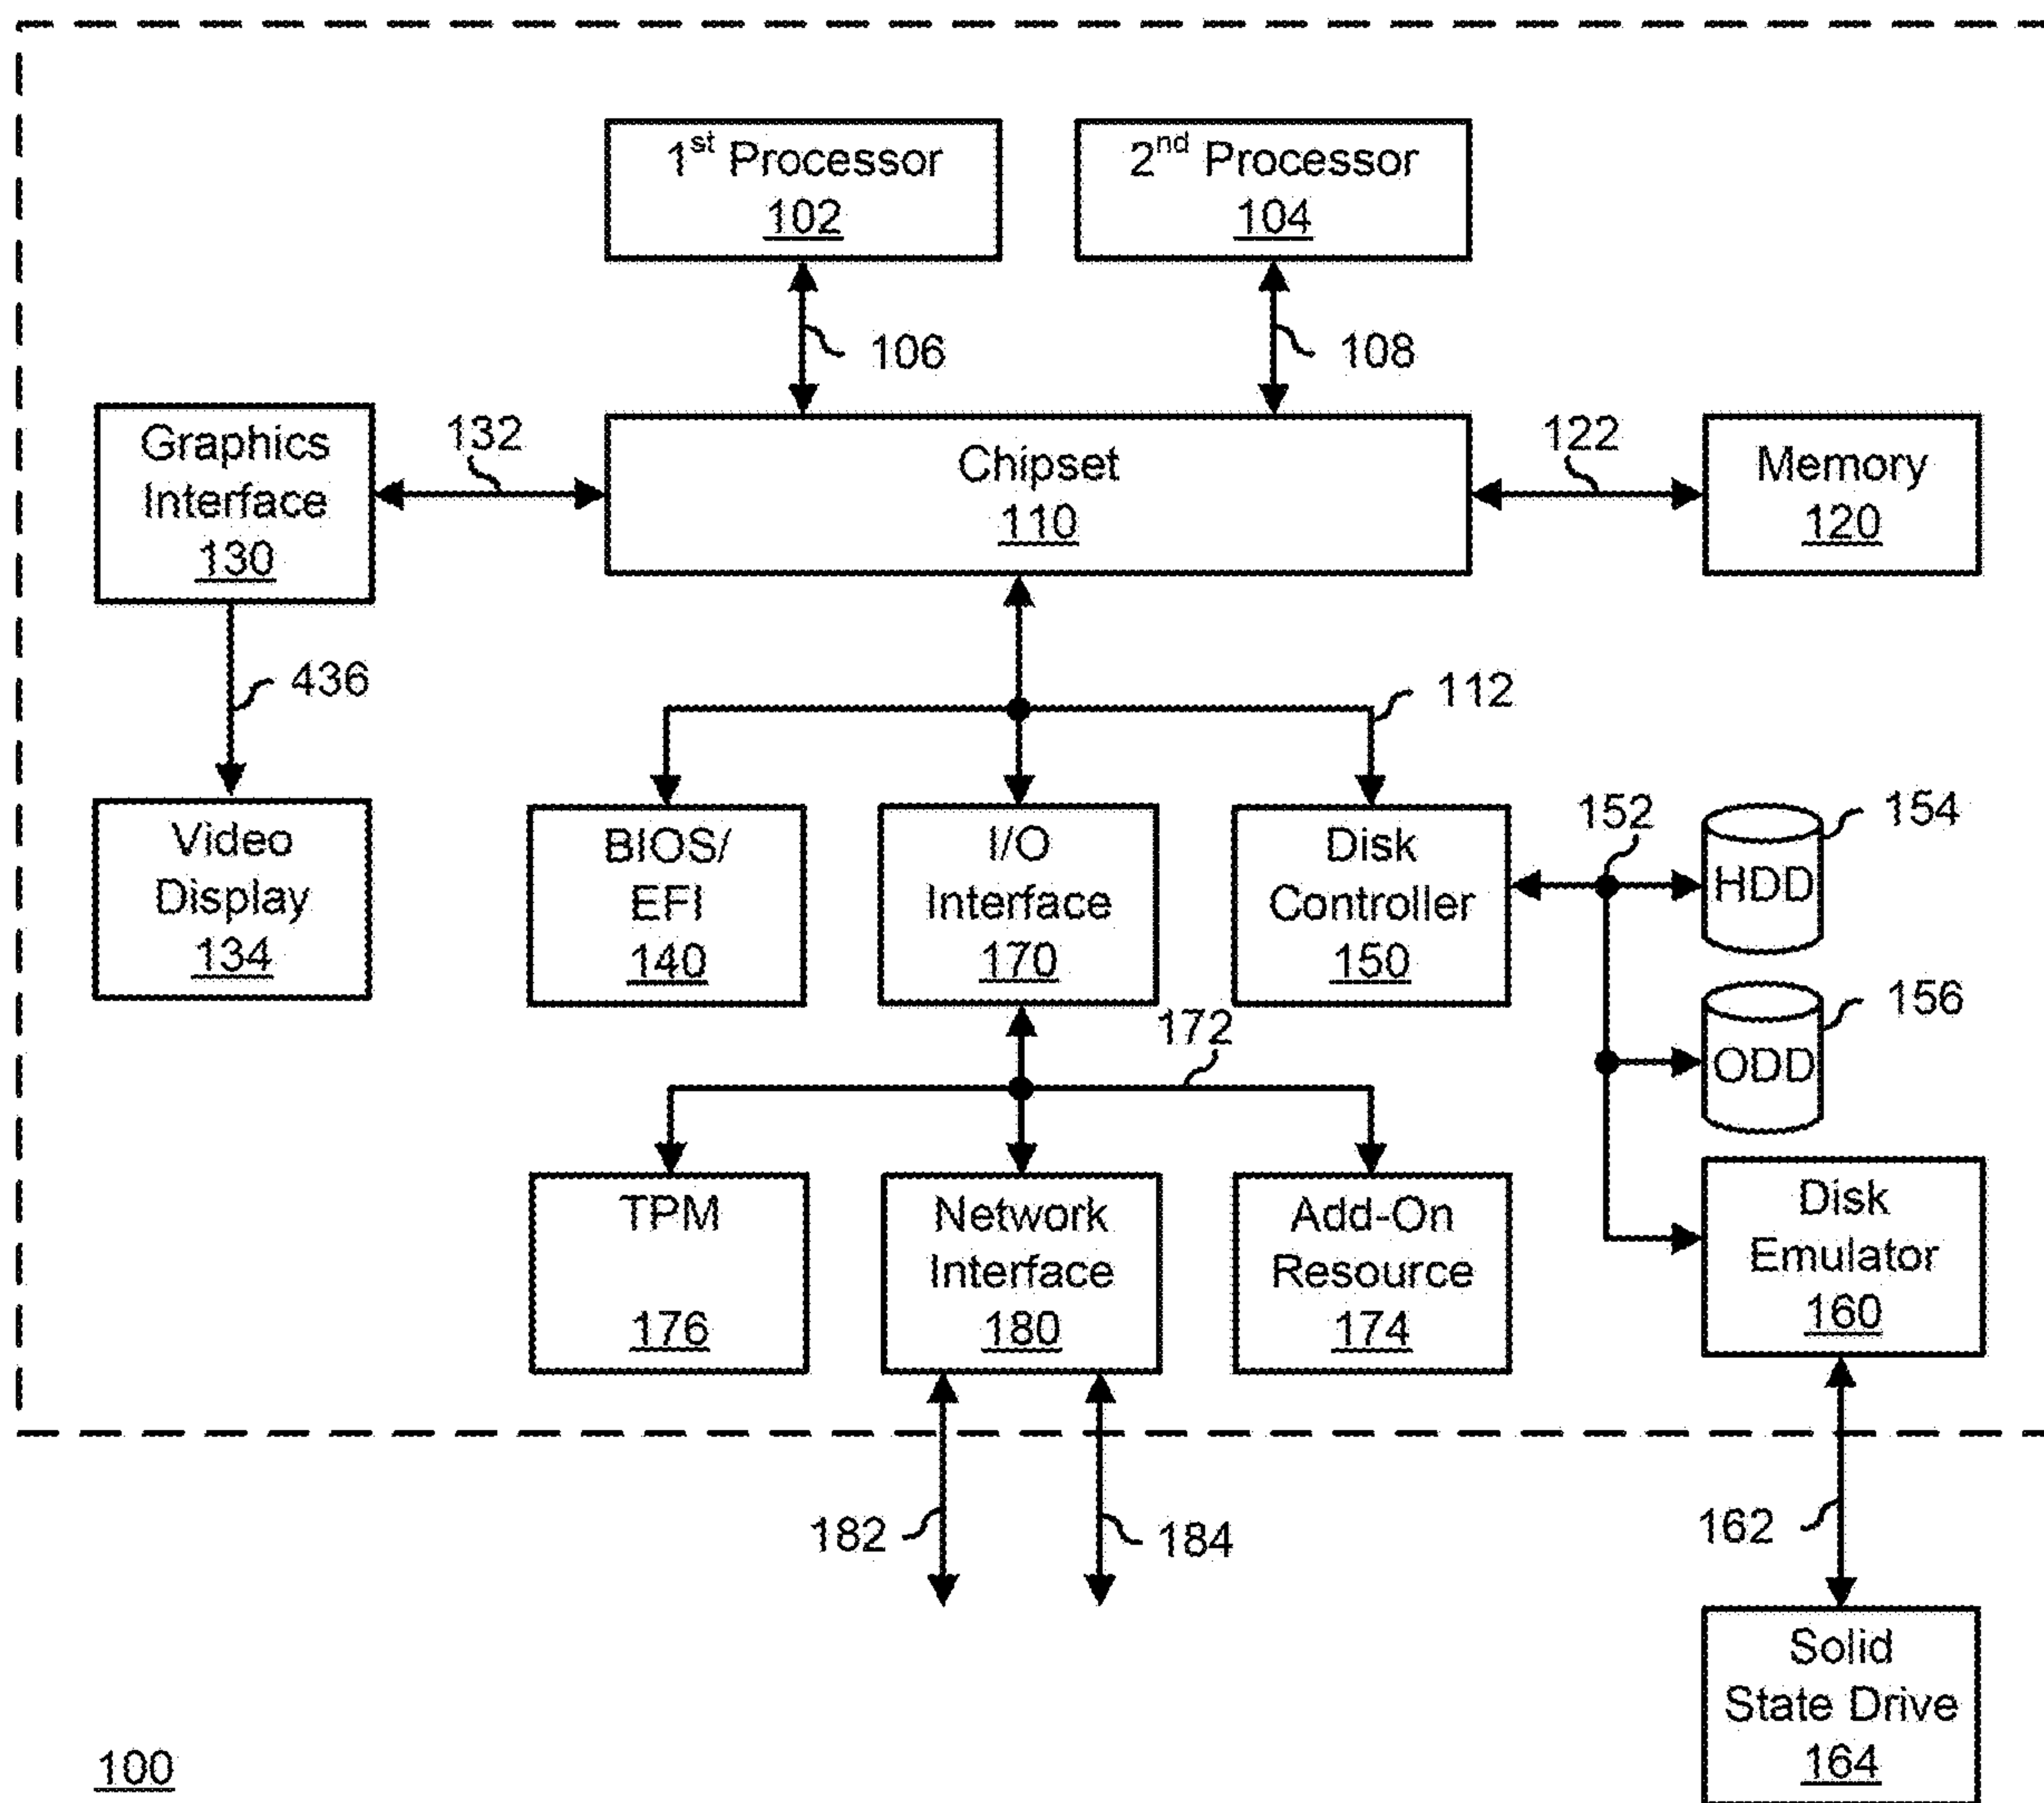 1st Processor
102
2nd Processor
104
106
108
Graphics
Interface
130
132
Chipset
110
122
Memory
120
436
112
Video
Display
134
BIOS/
EFI
140
I/O
Interface
170
Disk
Controller
150
152
154
HDD
156
ODD
172
TPM
176
Network
Interface
180
Add-On
Resource
174
Disk
Emulator
160
182
184
162
Solid
State Drive
164
100